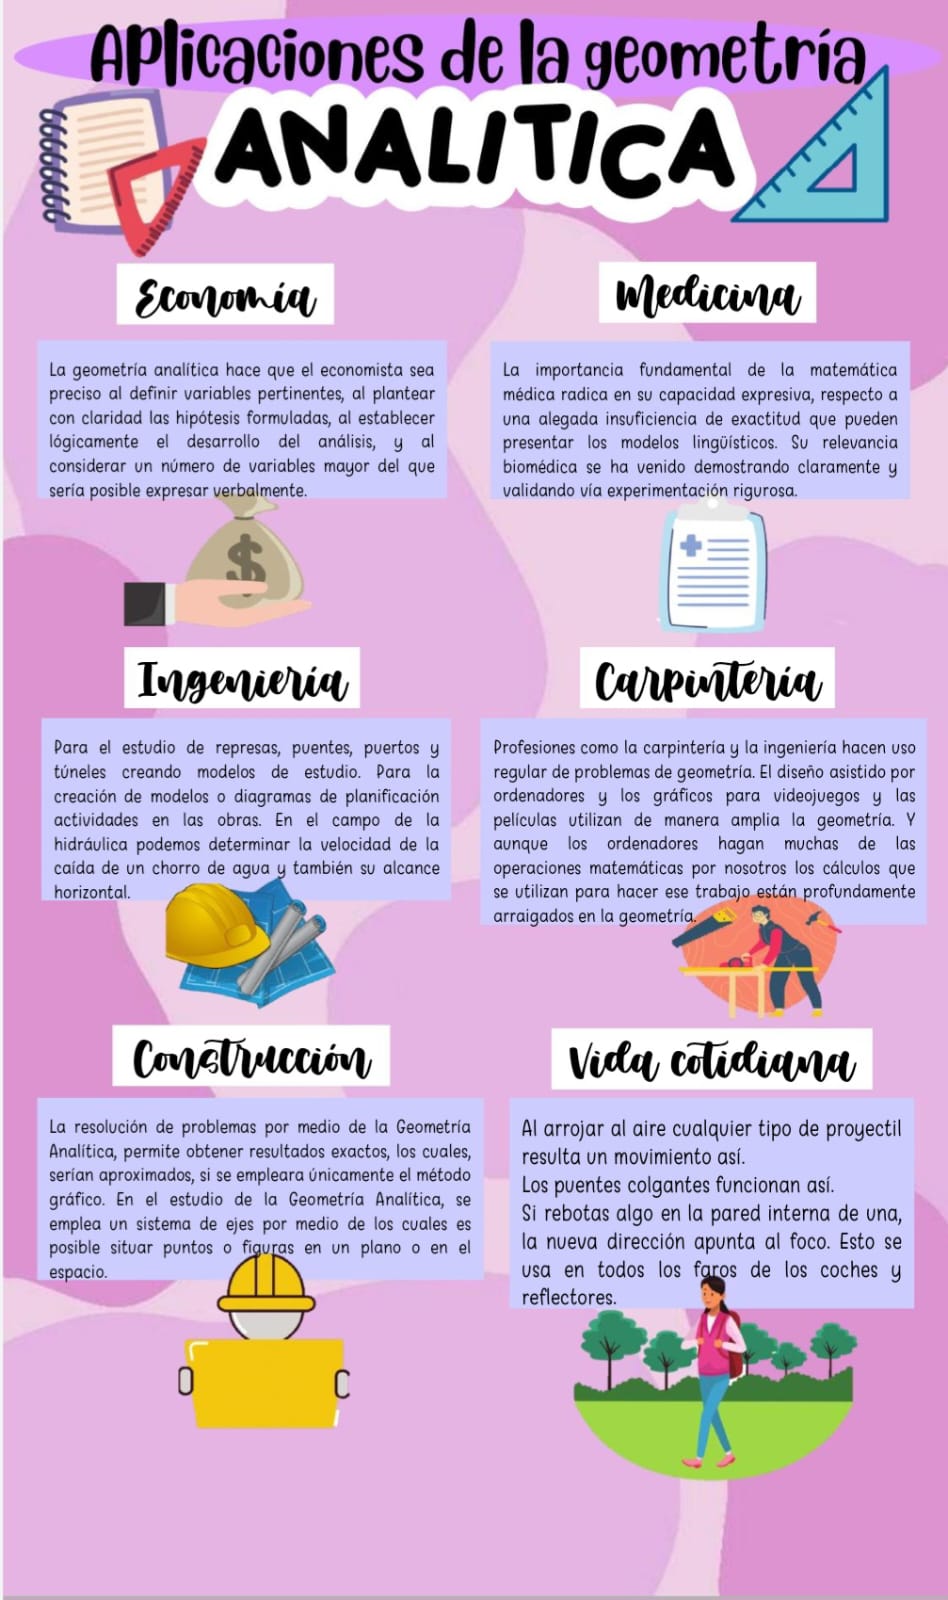 Aplicaciones de la geometría
ANALITICA
Economía
La geometría analítica hace que el economista sea
preciso al definir variables pertinentes, al plantear
con claridad las hipótesis formuladas, al establecer
lógicamente el desarrollo del análisis, y al
considerar un número de variables mayor del que
sería posible expresar verbalmente.
Medicina
La importancia fundamental de la matemática
médica radica en su capacidad expresiva, respecto a
una alegada insuficiencia de exactitud que pueden
presentar los modelos lingüísticos. Su relevancia
biomédica se ha venido demostrando claramente y
validando vía experimentación rigurosa.
$
Ingeniería
Para el estudio de represas, puentes, puertos y
túneles creando modelos de estudio. Para la
creación de modelos o diagramas de planificación
actividades en las obras. En el campo de la
hidráulica podemos determinar la velocidad de la
caída de un chorro de agua y también su alcance
horizontal.
Carpintería
Profesiones como la carpintería y la ingeniería hacen uso
regular de problemas de geometría. El diseño asistido por
ordenadores y los gráficos para videojuegos y las
películas utilizan de manera amplia la geometría. Y
aunque los ordenadores hagan muchas de las
operaciones matemáticas por nosotros los cálculos que
se utilizan para hacer ese trabajo están profundamente
arraigados en la geometría.
Construcción
La resolución de problemas por medio de la Geometría
Analítica, permite obtener resultados exactos, los cuales,
serían aproximados, si se empleara únicamente el método
gráfico. En el estudio de la Geometría Analítica, se
emplea un sistema de ejes por medio de los cuales es
posible situar puntos o figuras en un plano o en el
espacio.
Vida cotidiana
Al arrojar al aire cualquier tipo de proyectil
resulta un movimiento así.
Los puentes colgantes funcionan así.
Si rebotas algo en la pared interna de una,
la nueva dirección apunta al foco. Esto se
usa en todos los faros de los coches y
reflectores.